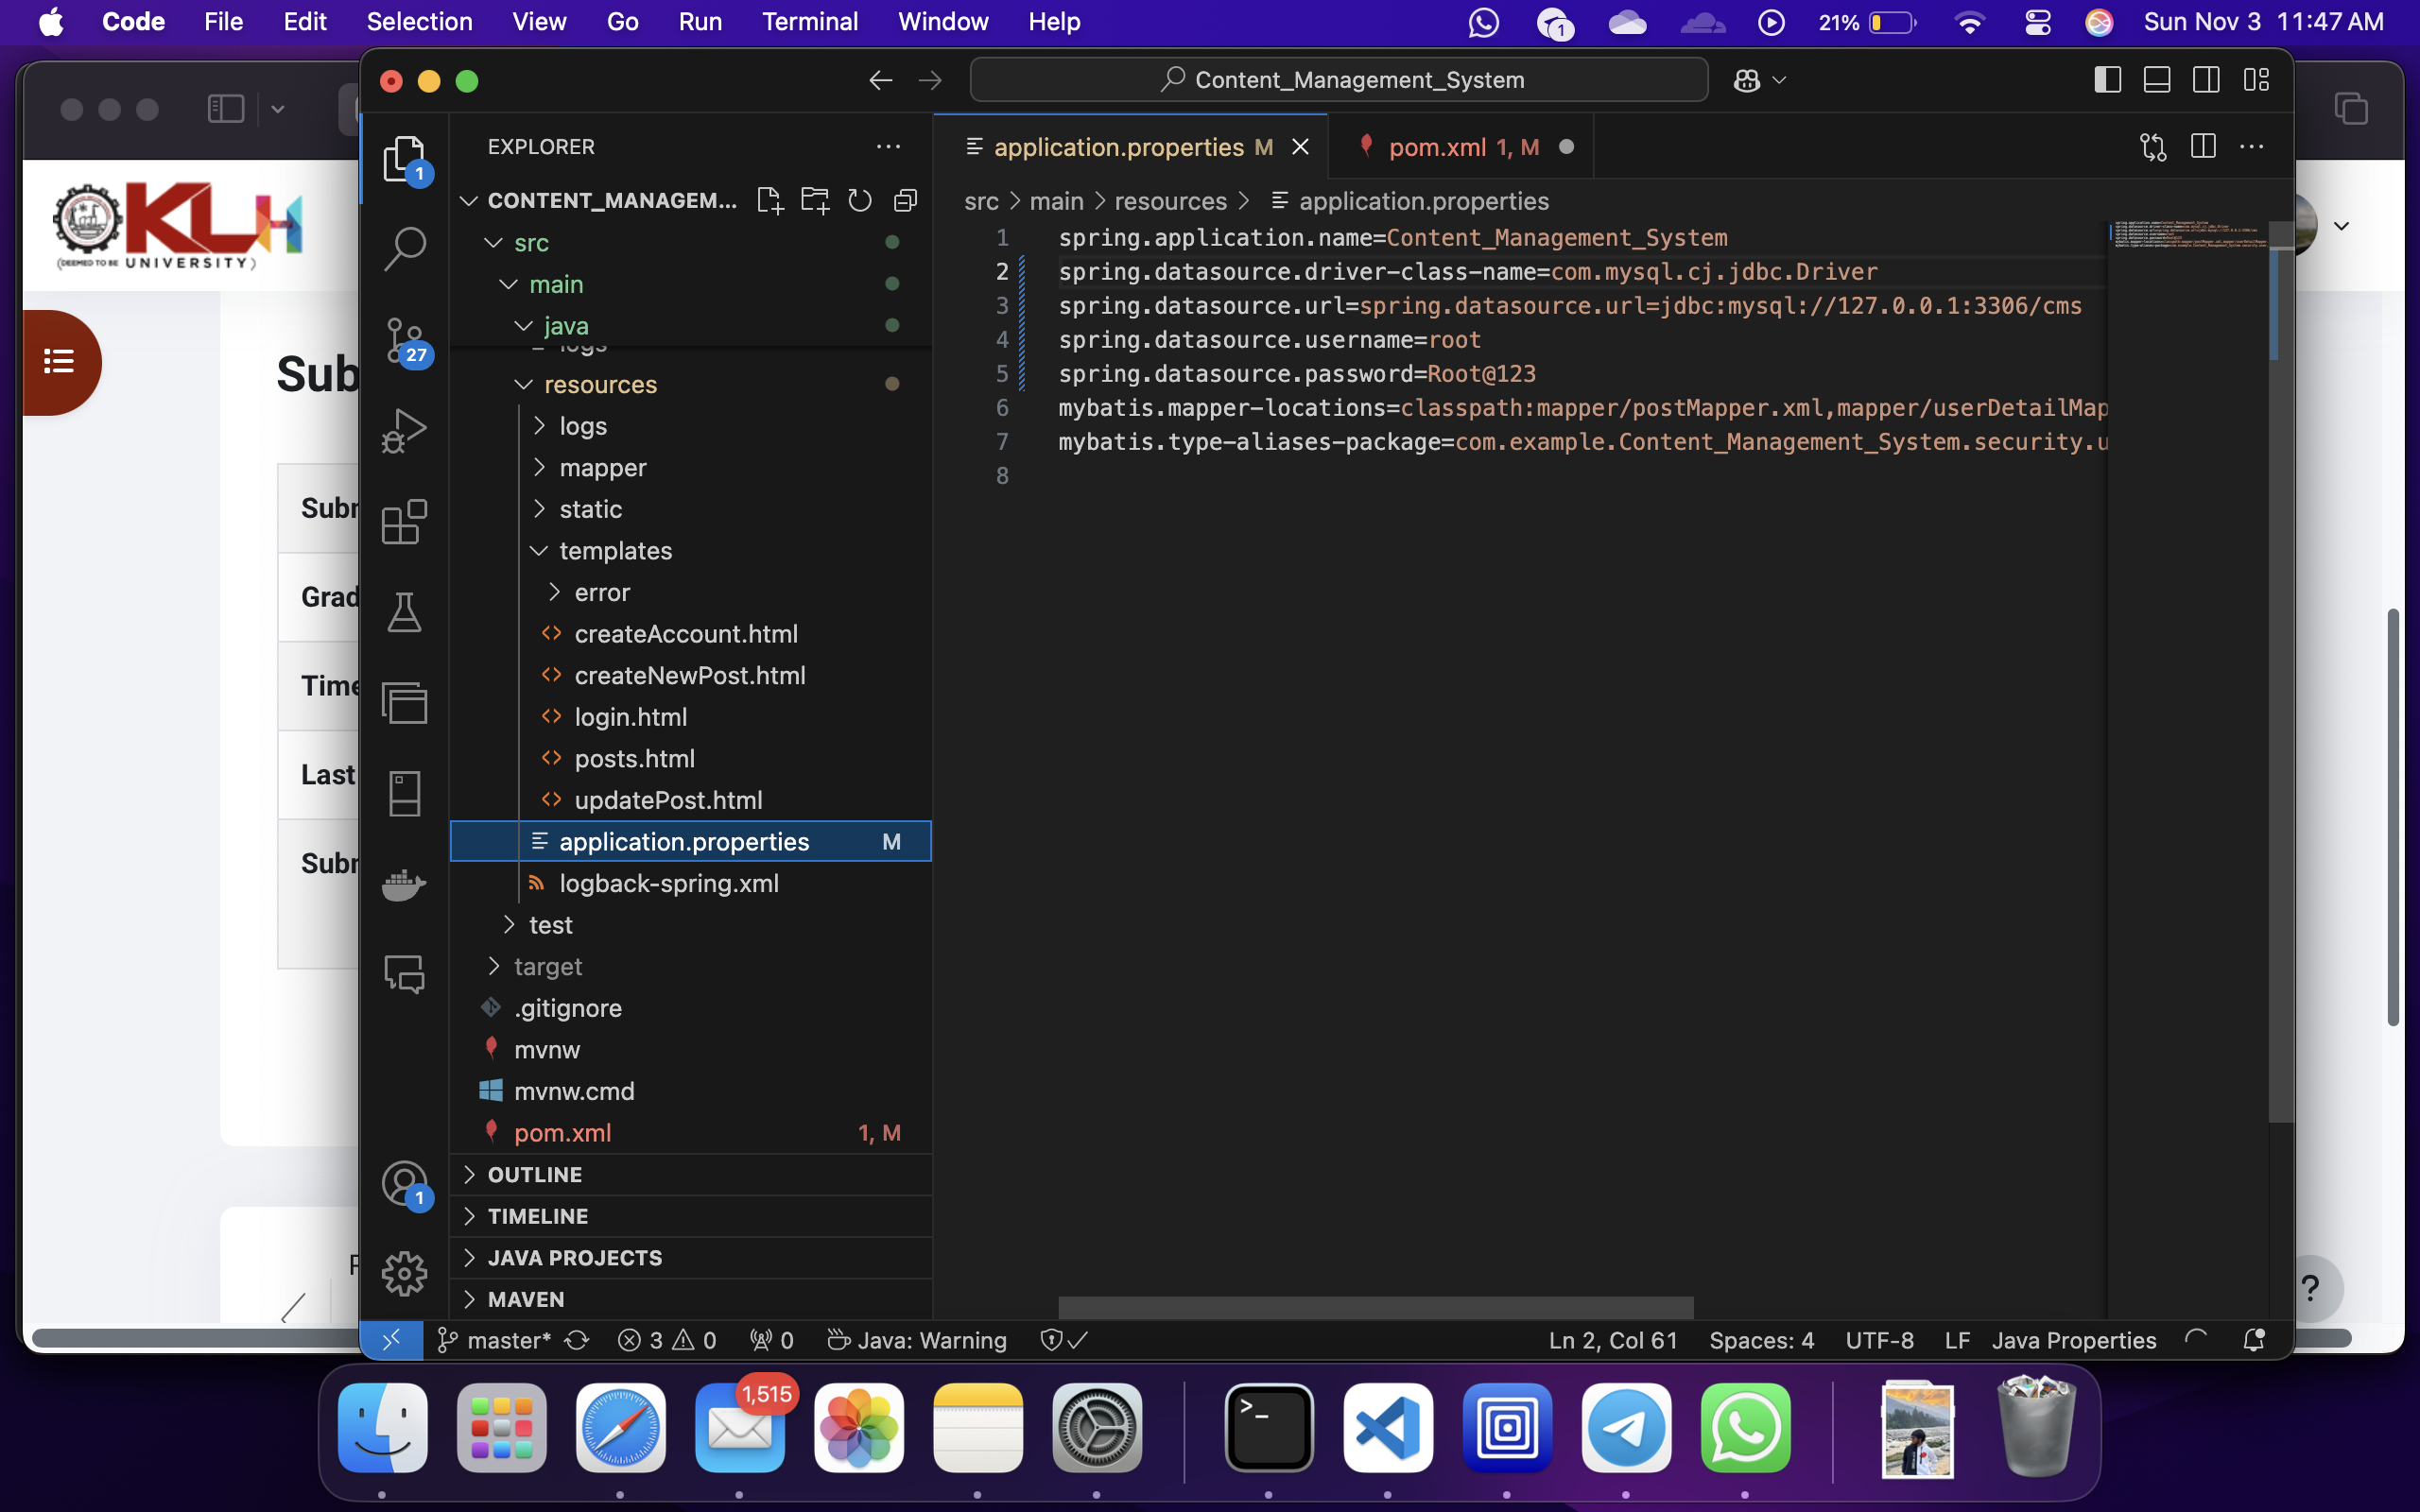 Code File Edit Selection View Go Run Terminal Window Help 1 21% Sun Nov 3 11:47 AM
Content_Management_System
KLH
(DEEMED TO BE UNIVERSITY)
Sub
Subr
Grad
Time
Last
Subr
F
?
1
27
1
EXPLORER
CONTENT_MANAGEM...
src
main
java
logs
resources
logs
mapper
static
templates
error
createAccount.html
createNewPost.html
login.html
posts.html
updatePost.html
application.properties M
logback-spring.xml
test
target
.gitignore
mvnw
mvnw.cmd
pom.xml 1, M
OUTLINE
TIMELINE
JAVA PROJECTS
MAVEN
application.properties M pom.xml 1, M
src > main > resources > application.properties
1 spring.application.name=Content_Management_System
2 spring.datasource.driver-class-name=com.mysql.cj.jdbc.Driver
3 spring.datasource.url=spring.datasource.url=jdbc:mysql://127.0.0.1:3306/cms
4 spring.datasource.username=root
5 spring.datasource.password=Root@123
6 mybatis.mapper-locations=classpath:mapper/postMapper.xml,mapper/userDetailMap
7 mybatis.type-aliases-package=com.example.Content_Management_System.security.u
8
master* 3 0 0 Java: Warning Ln 2, Col 61 Spaces: 4 UTF-8 LF Java Properties
1,515